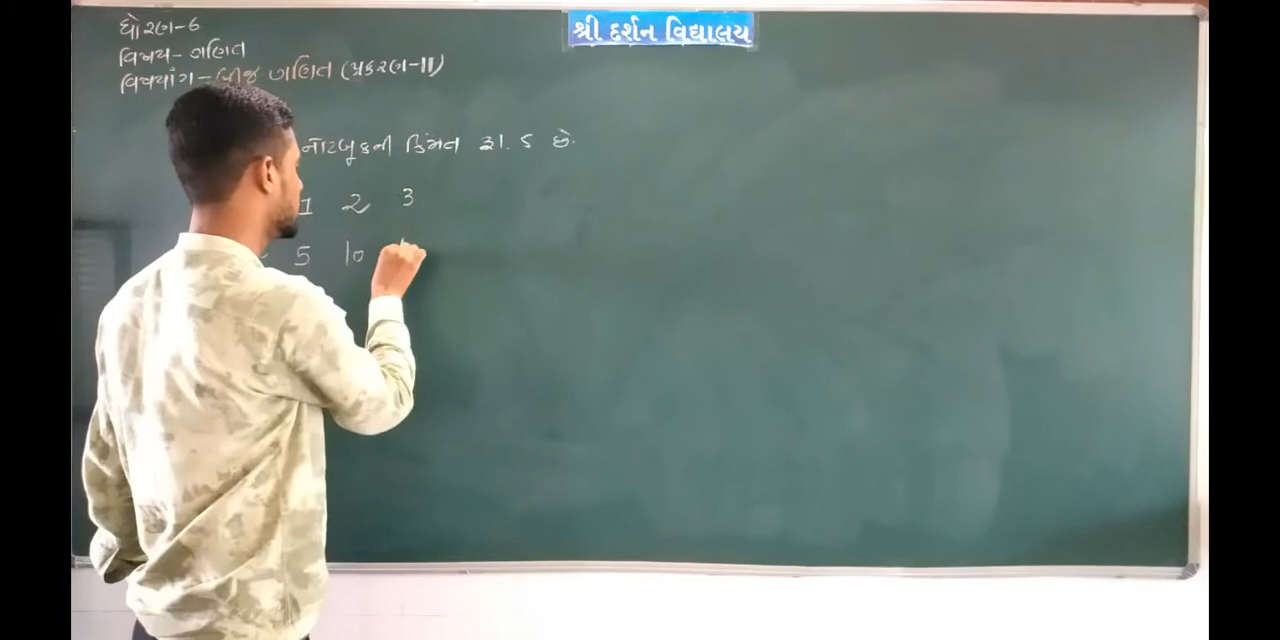 શ્રી દર્શન વિદ્યાલય
ધોરણ-6
વિષય- ગણિત
વિષયાંગ- બીજ ગણિત (પ્રકરણ-11)
નોટબૂકની કિંમત રૂા. ૬ છે.
1 2 3
5 10